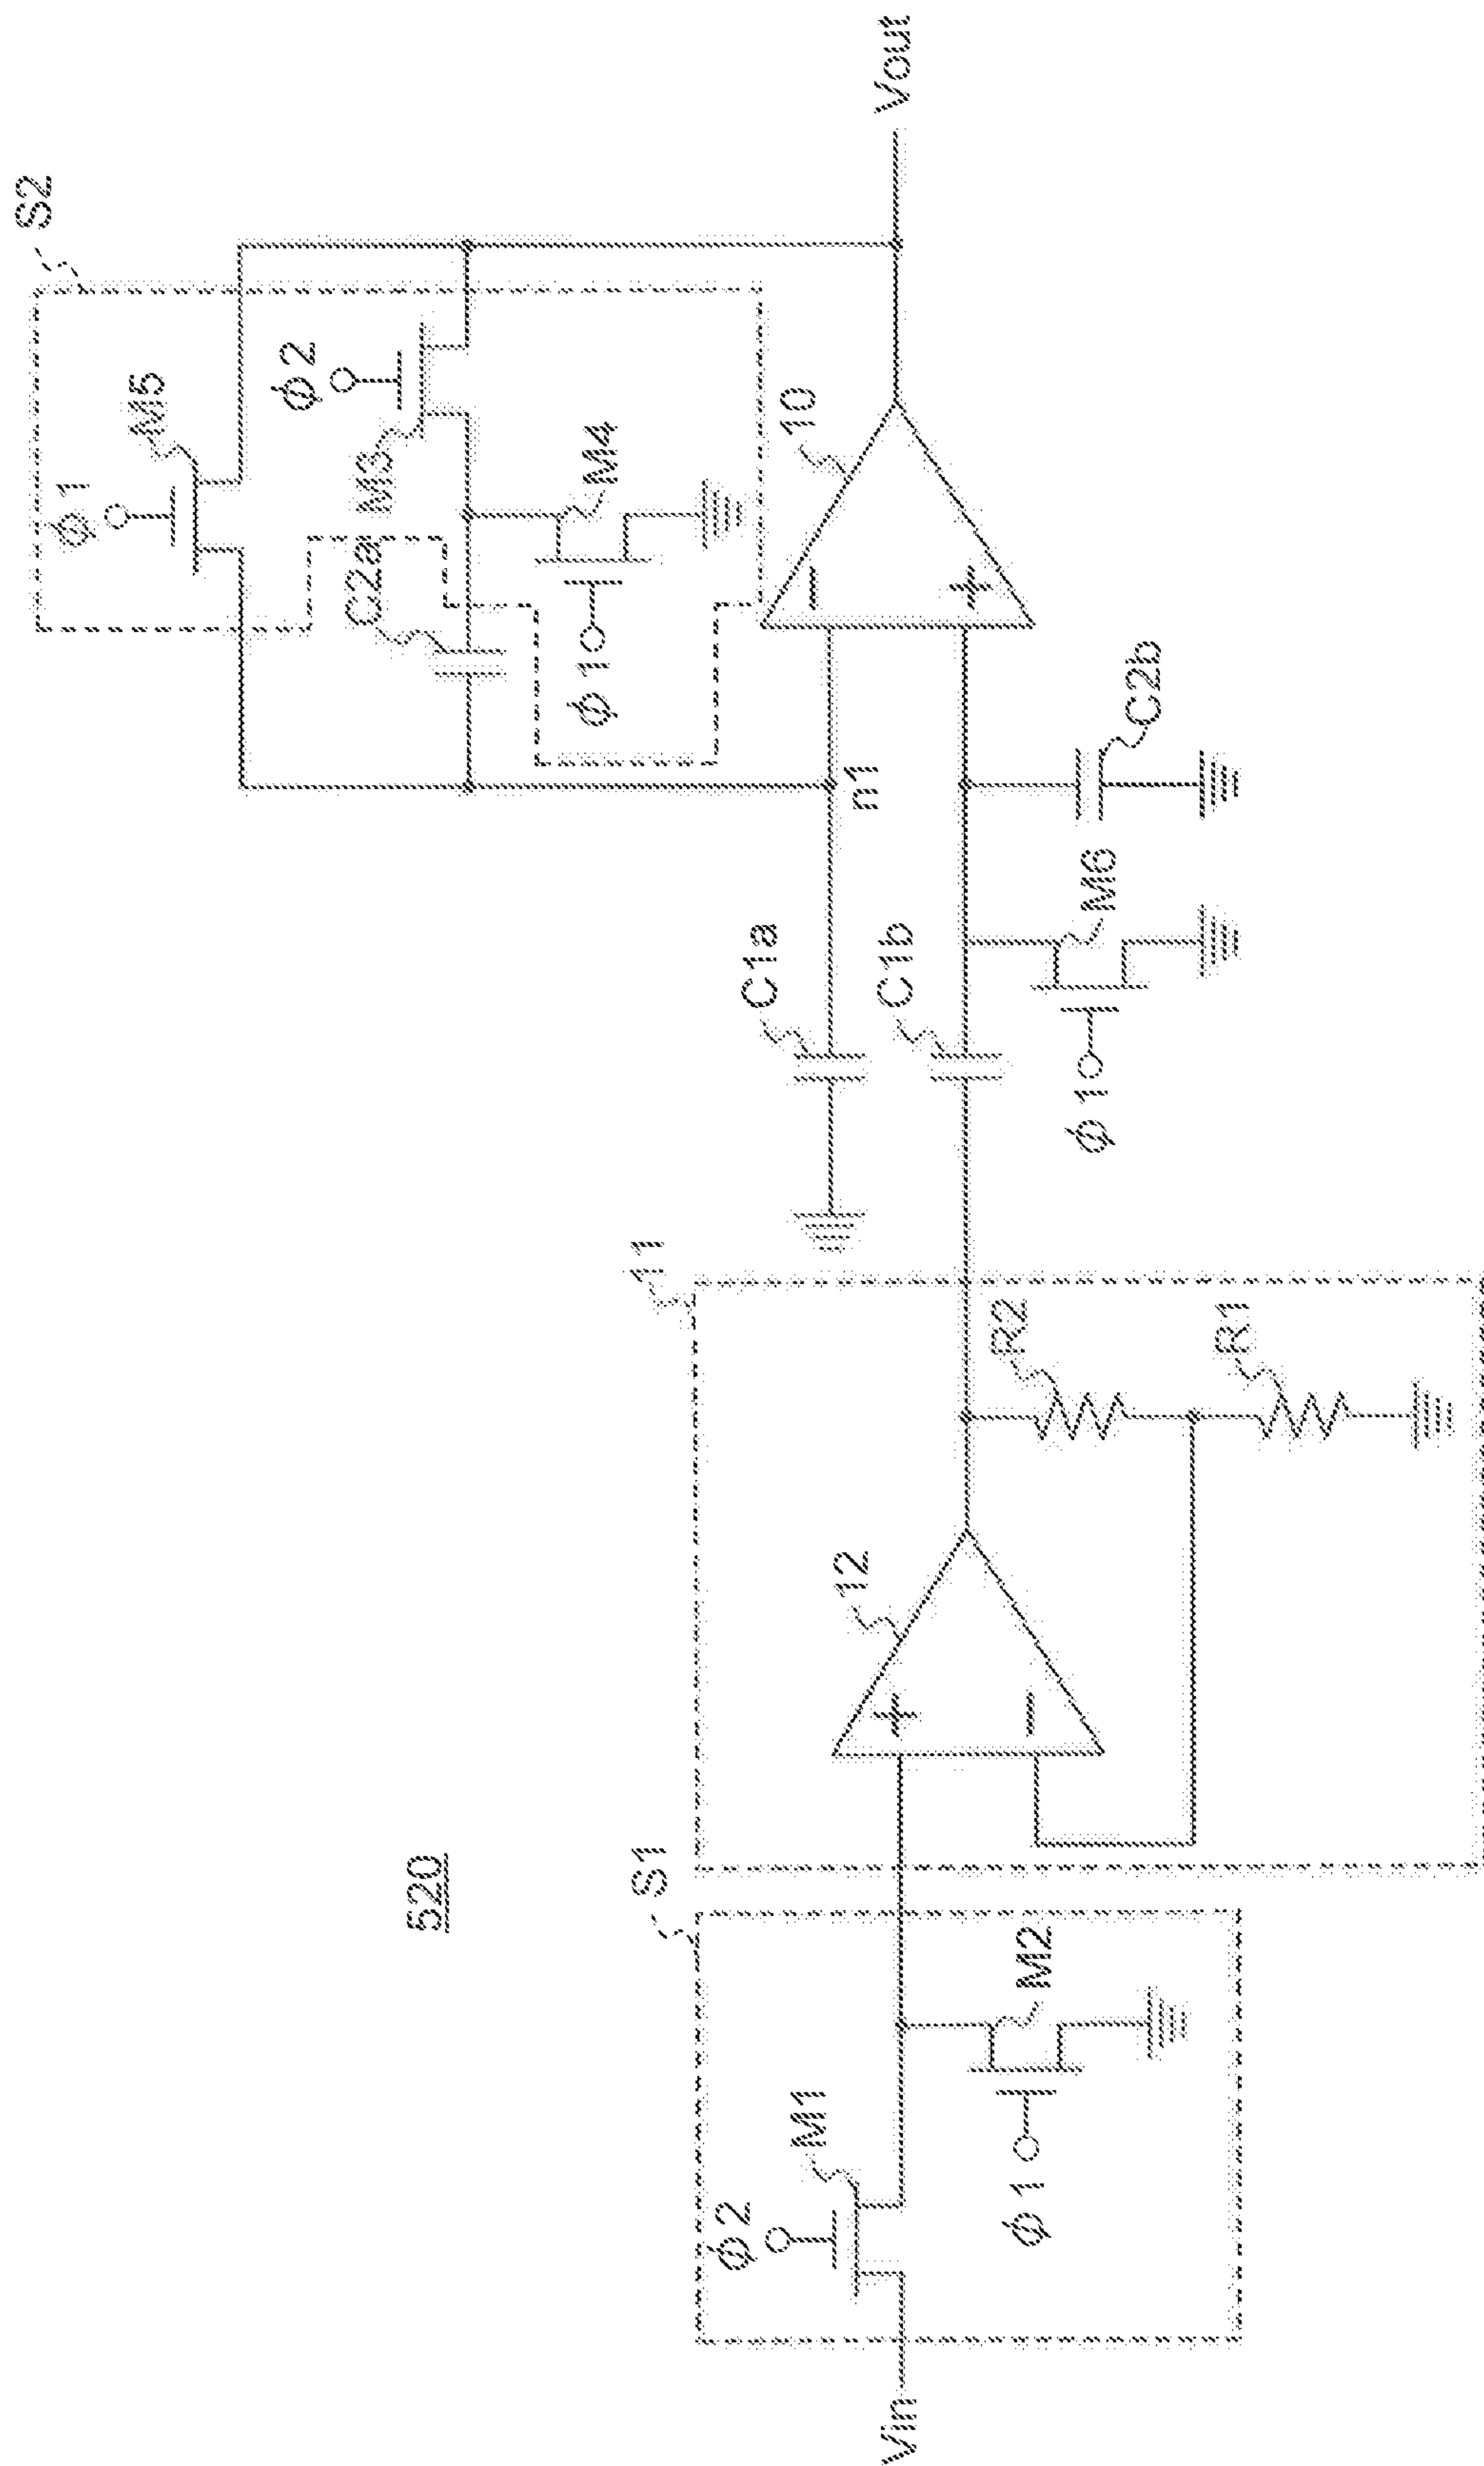 520
Vin
ϕ2
M1
ϕ1
M2
S1
12
11
R2
R1
C1a
C1b
ϕ1
M6
n1
C2b
10
ϕ1
M5
C2a
M3
ϕ2
ϕ1
M4
S2
Vout